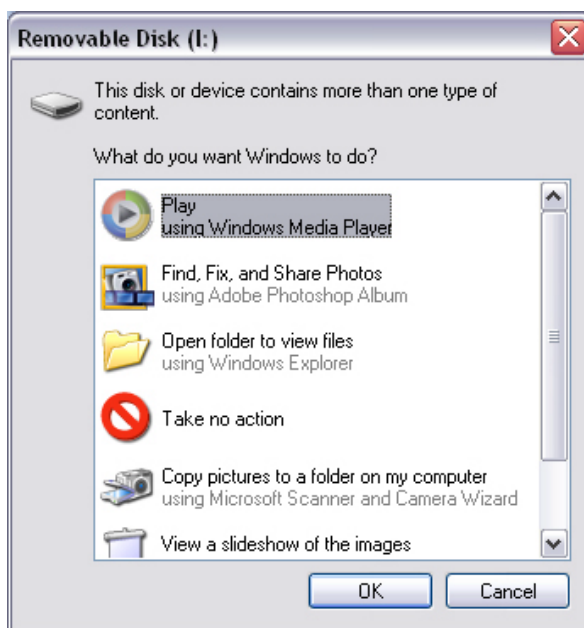 Removable Disk (I:)
This disk or device contains more than one type of
content.
What do you want Windows to do?
Play
using Windows Media Player
Find, Fix, and Share Photos
using Adobe Photoshop Album
Open folder to view files
using Windows Explorer
Take no action
Copy pictures to a folder on my computer
using Microsoft Scanner and Camera Wizard
View a slideshow of the images
OK
Cancel